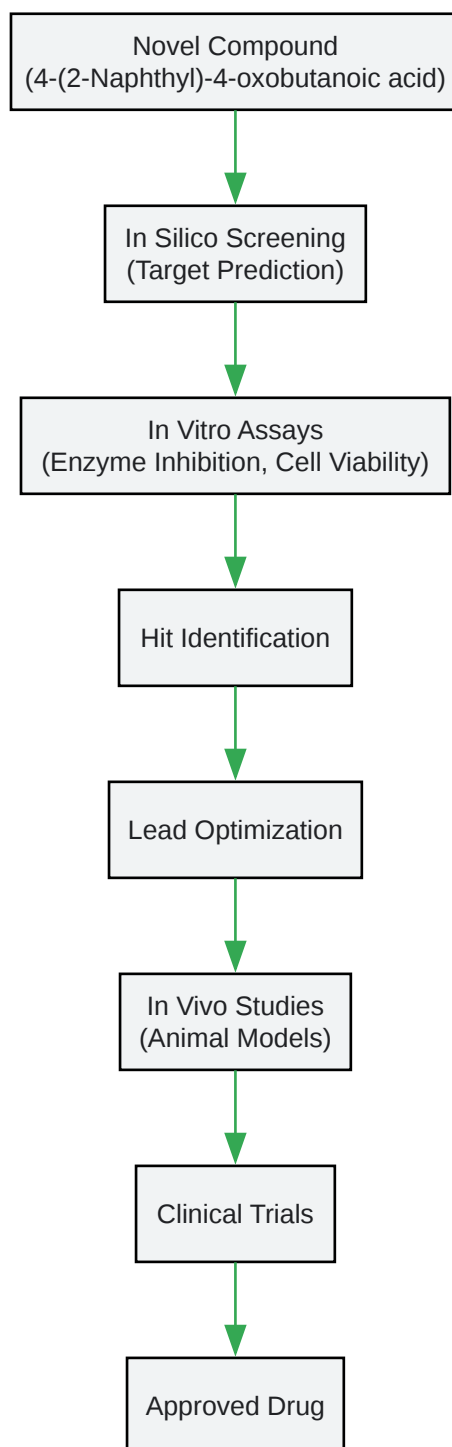 Novel Compound
(4-(2-Naphthyl)-4-oxobutanoic acid)
In Silico Screening
(Target Prediction)
In Vitro Assays
(Enzyme Inhibition, Cell Viability)
Hit Identification
Lead Optimization
In Vivo Studies
(Animal Models)
Clinical Trials
Approved Drug